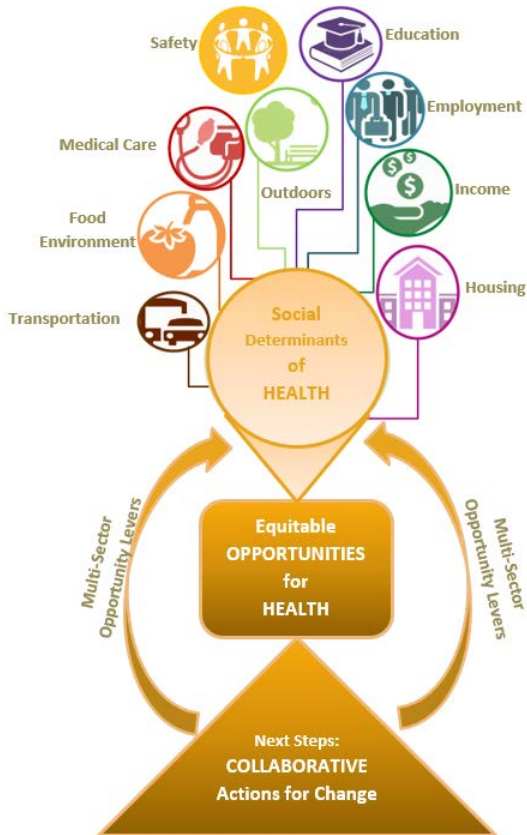 Safety
Education
Medical Care
Employment
Outdoors
Income
Food
Environment
Housing
Transportation
Social
Determinants
of
HEALTH
Multi-Sector
Opportunity Levers
Equitable
OPPORTUNITIES
for
HEALTH
Multi-Sector
Opportunity Levers
Next Steps:
COLLABORATIVE
Actions for Change